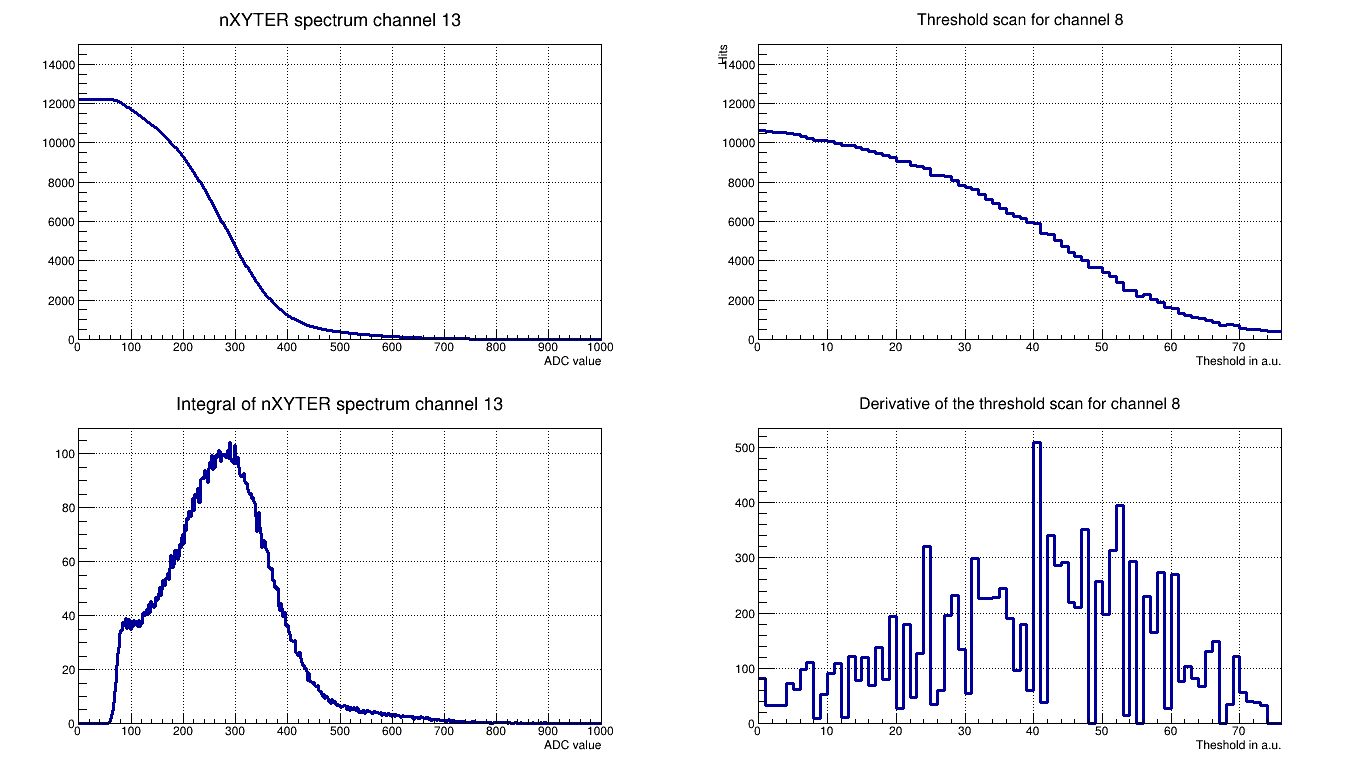 nXYTER spectrum channel 13
14000
12000
10000
8000
6000
4000
2000
0
0 100 200 300 400 500 600 700 800 900 1000
ADC value
Threshold scan for channel 8
Hits
14000
12000
10000
8000
6000
4000
2000
0
0 10 20 30 40 50 60 70
Theshold in a.u.
Integral of nXYTER spectrum channel 13
100
80
60
40
20
0
0 100 200 300 400 500 600 700 800 900 1000
ADC value
Derivative of the threshold scan for channel 8
500
400
300
200
100
0
0 10 20 30 40 50 60 70
Theshold in a.u.